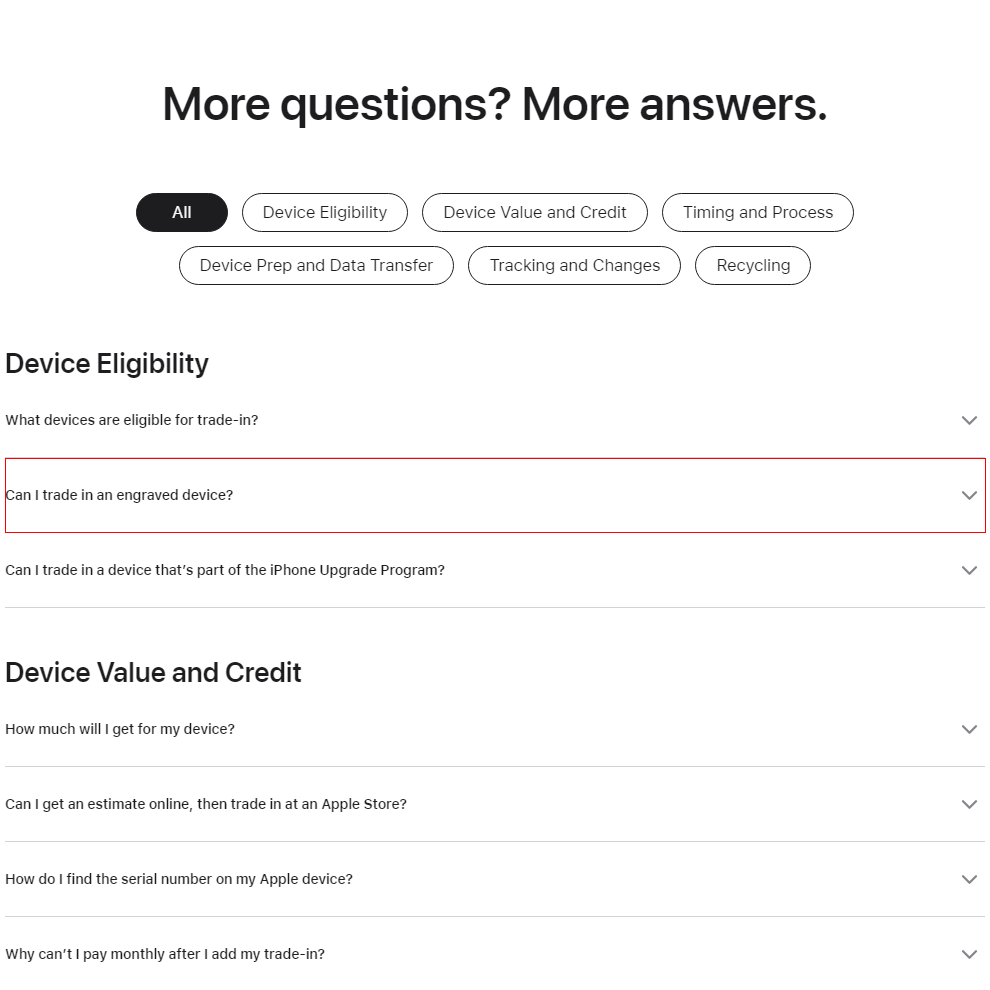 More questions? More answers.
All
Device Eligibility
Device Value and Credit
Timing and Process
Device Prep and Data Transfer
Tracking and Changes
Recycling
Device Eligibility
What devices are eligible for trade-in?
Can I trade in an engraved device?
Can I trade in a device that’s part of the iPhone Upgrade Program?
Device Value and Credit
How much will I get for my device?
Can I get an estimate online, then trade in at an Apple Store?
How do I find the serial number on my Apple device?
Why can’t I pay monthly after I add my trade-in?